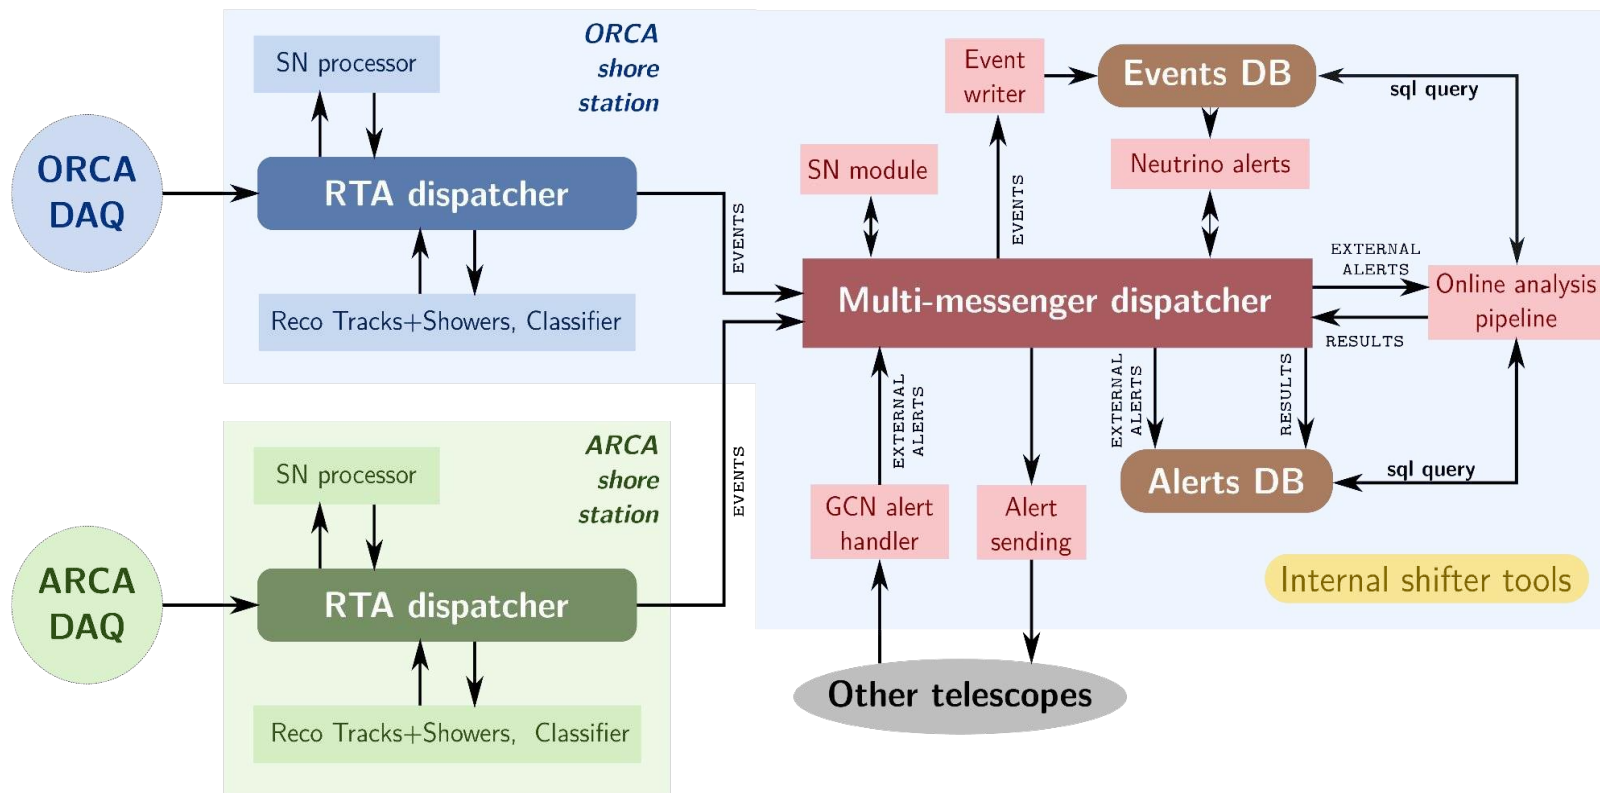 ORCA
DAQ
SN processor
ORCA
shore
station
RTA dispatcher
Reco Tracks+Showers, Classifier
EVENTS
ARCA
DAQ
SN processor
ARCA
shore
station
RTA dispatcher
Reco Tracks+Showers, Classifier
EVENTS
Event
writer
Events DB
sql query
SN module
EVENTS
Neutrino alerts
Multi-messenger dispatcher
EXTERNAL
ALERTS
Online analysis
pipeline
RESULTS
EXTERNAL
ALERTS
EXTERNAL
ALERTS
RESULTS
GCN alert
handler
Alert
sending
Alerts DB
sql query
Internal shifter tools
Other telescopes